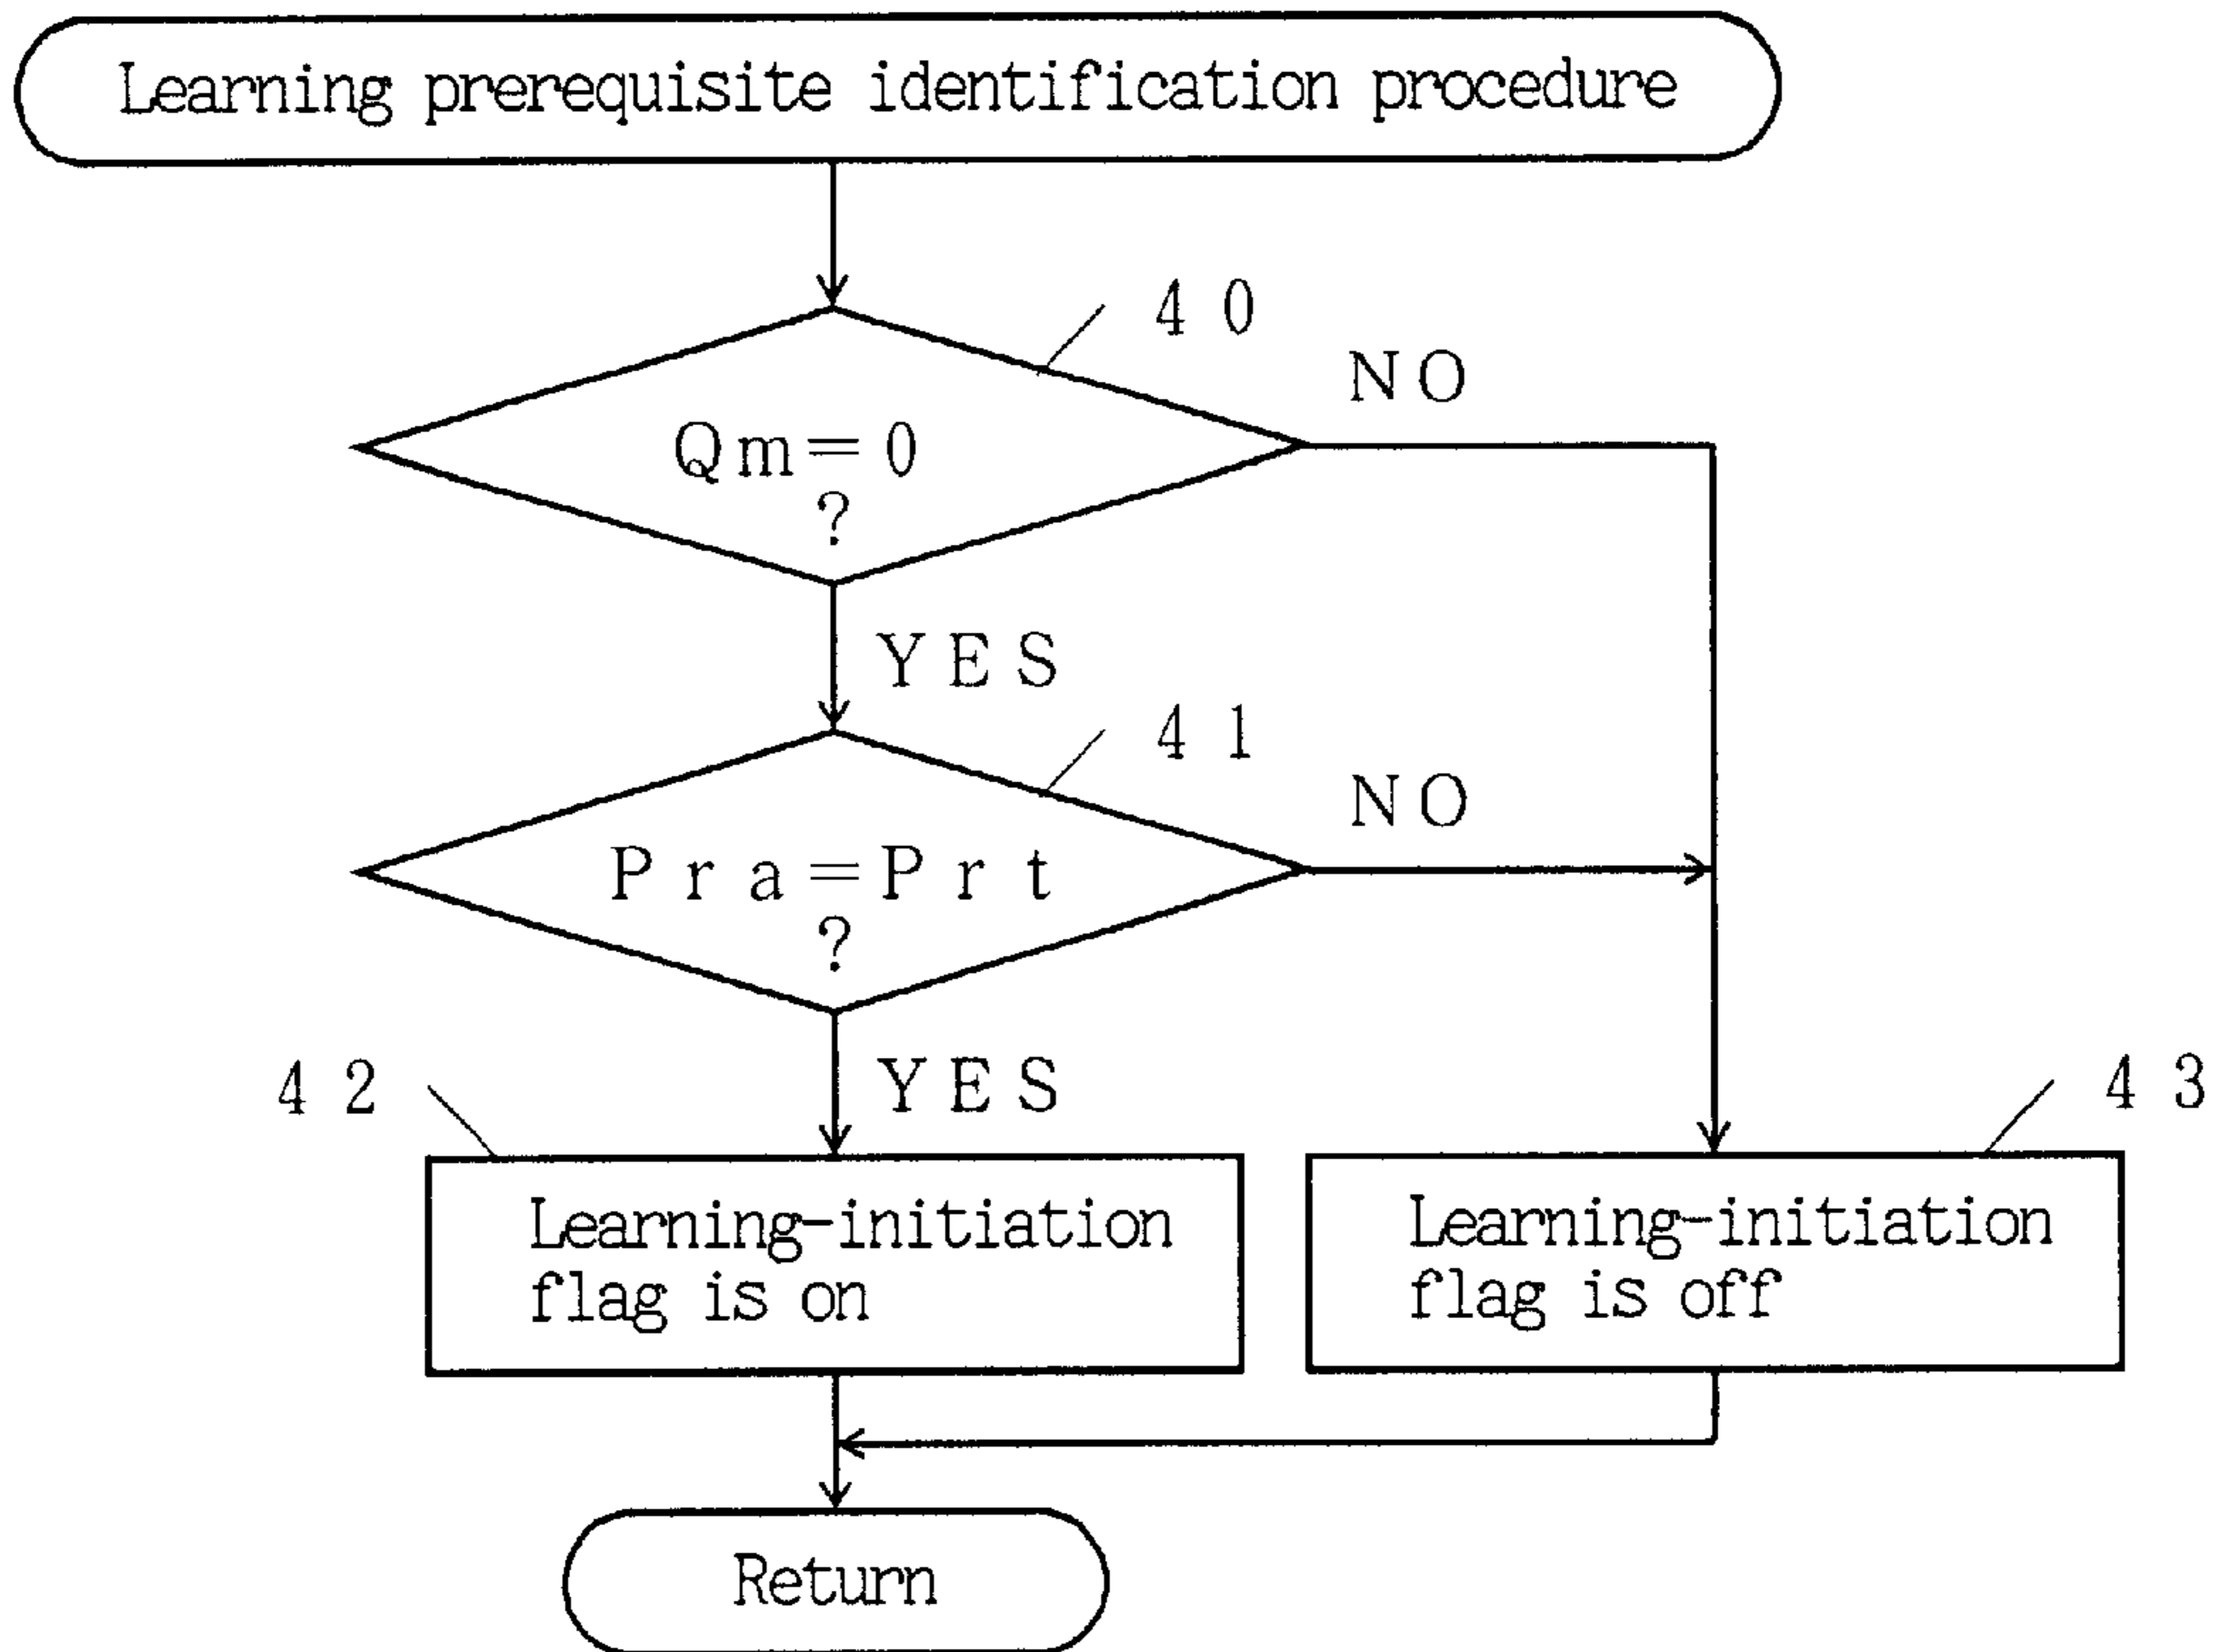 Learning prerequisite identification procedure
40
NO
Qm=0
?
YES
41
NO
Pra=Prt
?
YES
42
43
Learning-initiation
flag is on
Learning-initiation
flag is off
Return